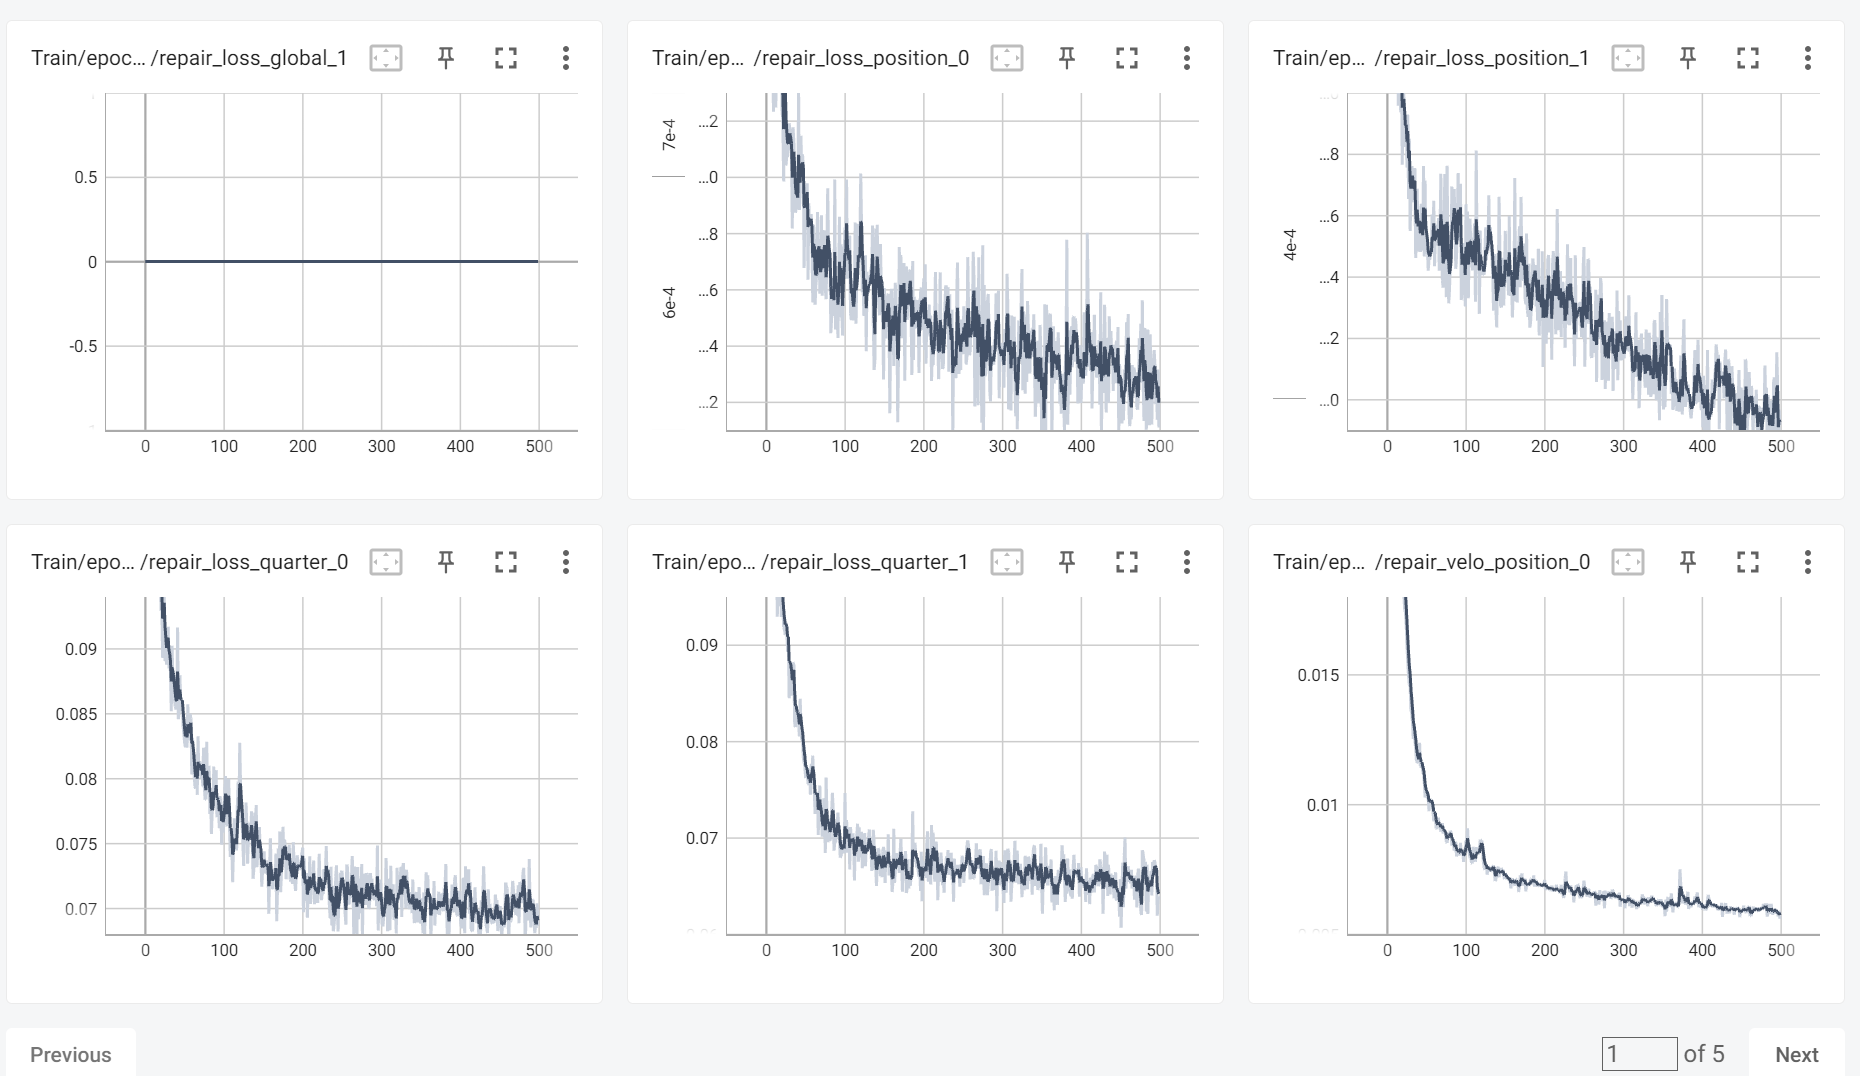 Train/epoc... /repair_loss_global_1
0.5
0
-0.5
0 100 200 300 400 500
Train/ep... /repair_loss_position_0
7e-4
6e-4
...2
...0
...8
...6
...4
...2
0 100 200 300 400 500
Train/ep... /repair_loss_position_1
4e-4
...8
...6
...4
...2
...0
0 100 200 300 400 500
Train/epo... /repair_loss_quarter_0
0.09
0.085
0.08
0.075
0.07
0 100 200 300 400 500
Train/epo... /repair_loss_quarter_1
0.09
0.08
0.07
0 100 200 300 400 500
Train/ep... /repair_velo_position_0
0.015
0.01
0 100 200 300 400 500
Previous
1 of 5
Next